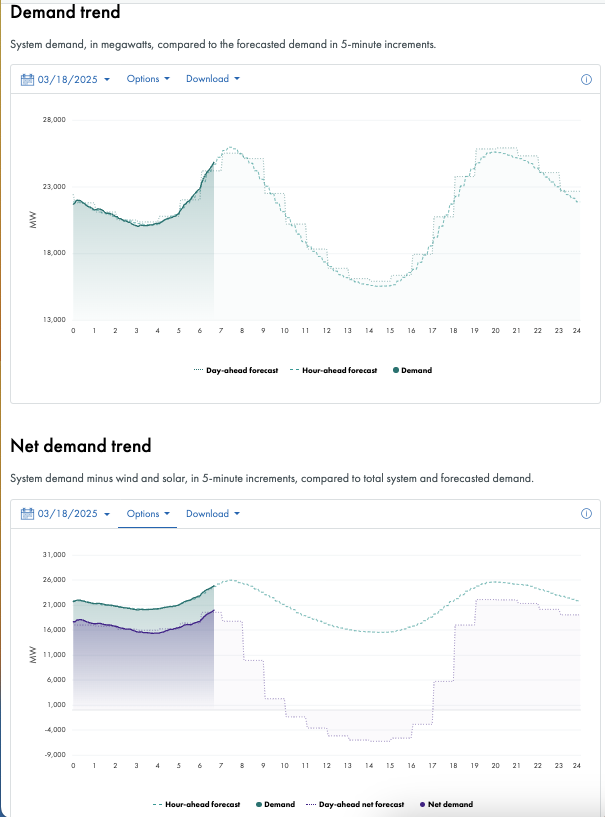 Demand trend
System demand, in megawatts, compared to the forecasted demand in 5-minute increments.
03/18/2025 Options Download
28,000
23,000
MW
18,000
13,000
0 1 2 3 4 5 6 7 8 9 10 11 12 13 14 15 16 17 18 19 20 21 22 23 24
Day-ahead forecast Hour-ahead forecast Demand
Net demand trend
System demand minus wind and solar, in 5-minute increments, compared to total system and forecasted demand.
03/18/2025 Options Download
31,000
26,000
21,000
16,000
MW
11,000
6,000
1,000
-4,000
-9,000
0 1 2 3 4 5 6 7 8 9 10 11 12 13 14 15 16 17 18 19 20 21 22 23 24
Hour-ahead forecast Demand Day-ahead net forecast Net demand